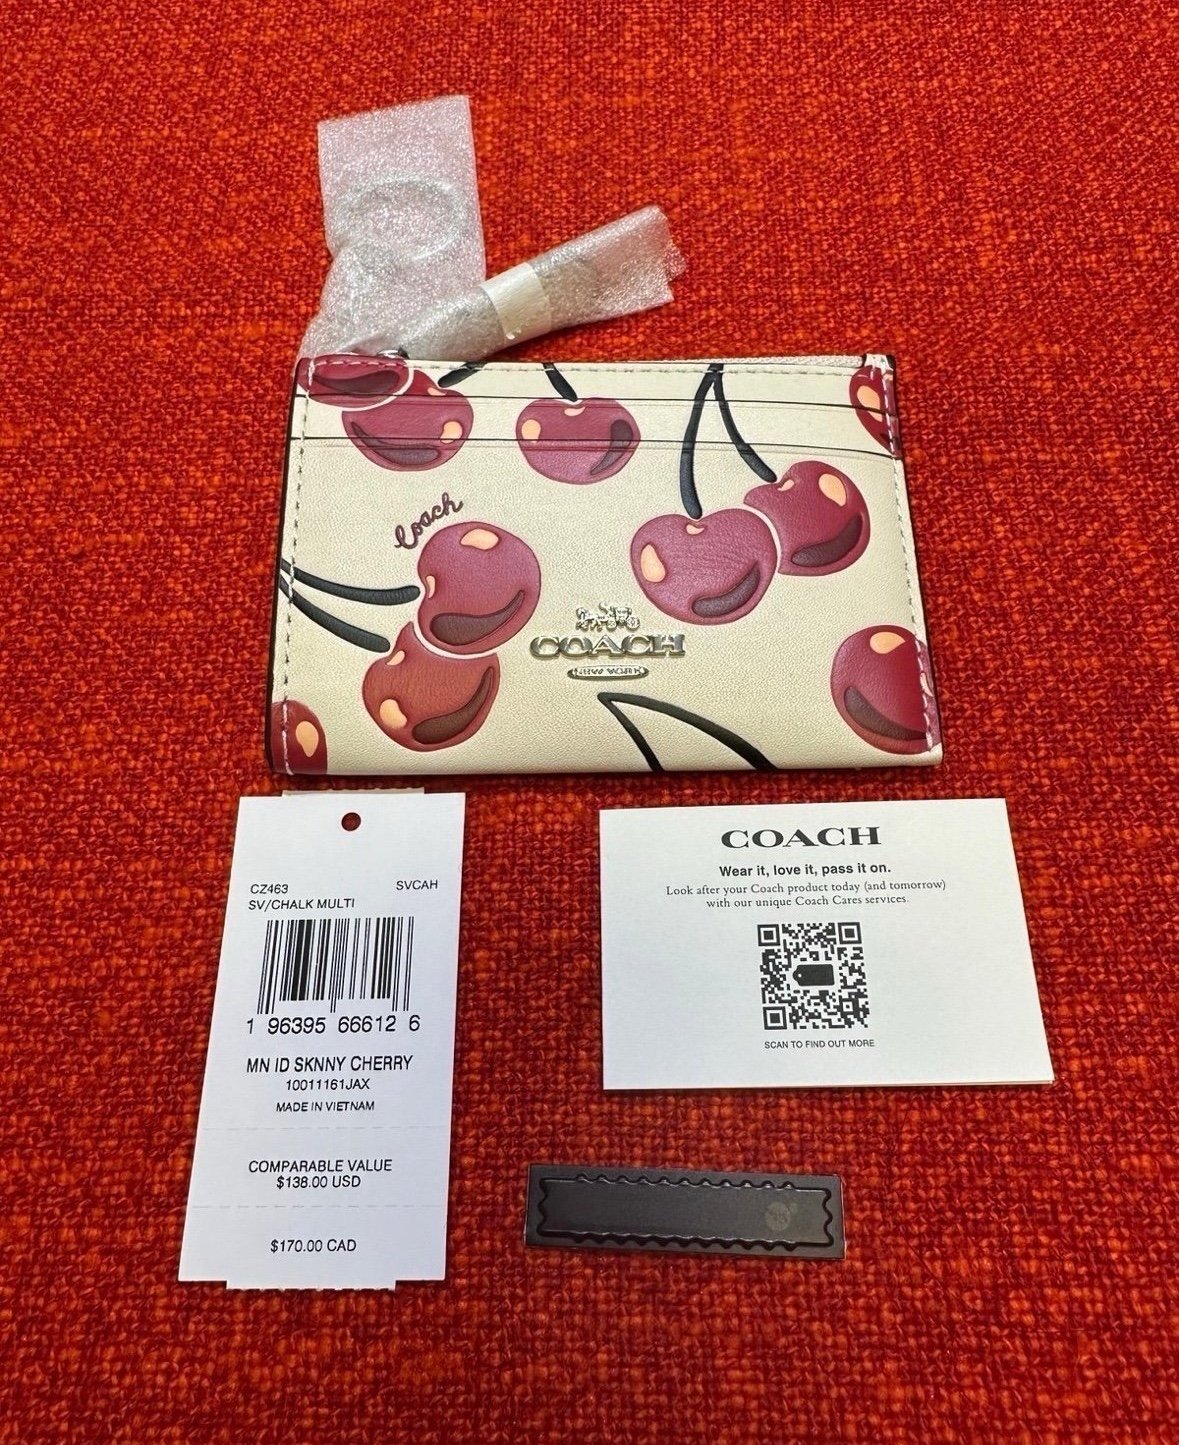 Coach
COACH
NEW YORK
CZ463 SVCAH
SV/CHALK MULTI
1 96395 66612 6
MN ID SKNNY CHERRY
10011161JAX
MADE IN VIETNAM
COMPARABLE VALUE
$138.00 USD
$170.00 CAD
COACH
Wear it, love it, pass it on.
Look after your Coach product today (and tomorrow)
with our unique Coach Cares services.
SCAN TO FIND OUT MORE